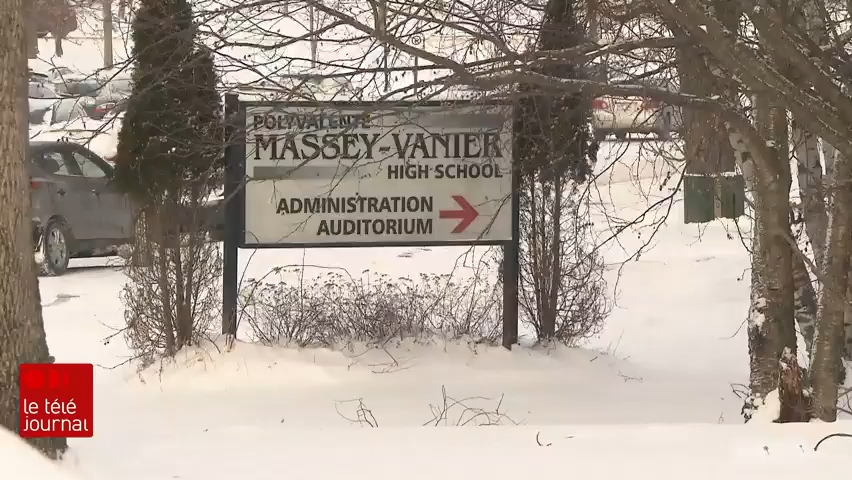 POLYVALENTE
MASSEY-VANIER
HIGH SCHOOL
ADMINISTRATION
AUDITORIUM
le télé
journal